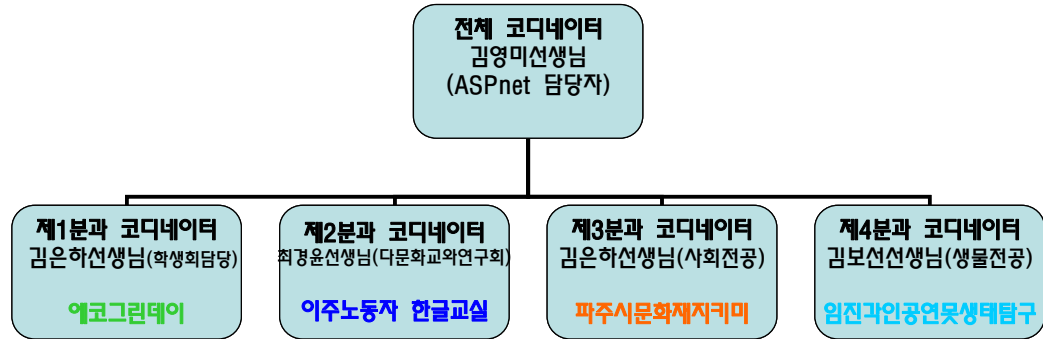 전체 코디네이터
김영미선생님
(ASPnet 담당자)
제1분과 코디네이터
김은하선생님(학생회담당)
에코그린데이
제2분과 코디네이터
최경윤선생님(다문화교와연구회)
이주노동자 한글교실
제3분과 코디네이터
김은하선생님(사회전공)
파주시문화재지키미
제4분과 코디네이터
김보선선생님(생물전공)
임진각인공연못생태탐구